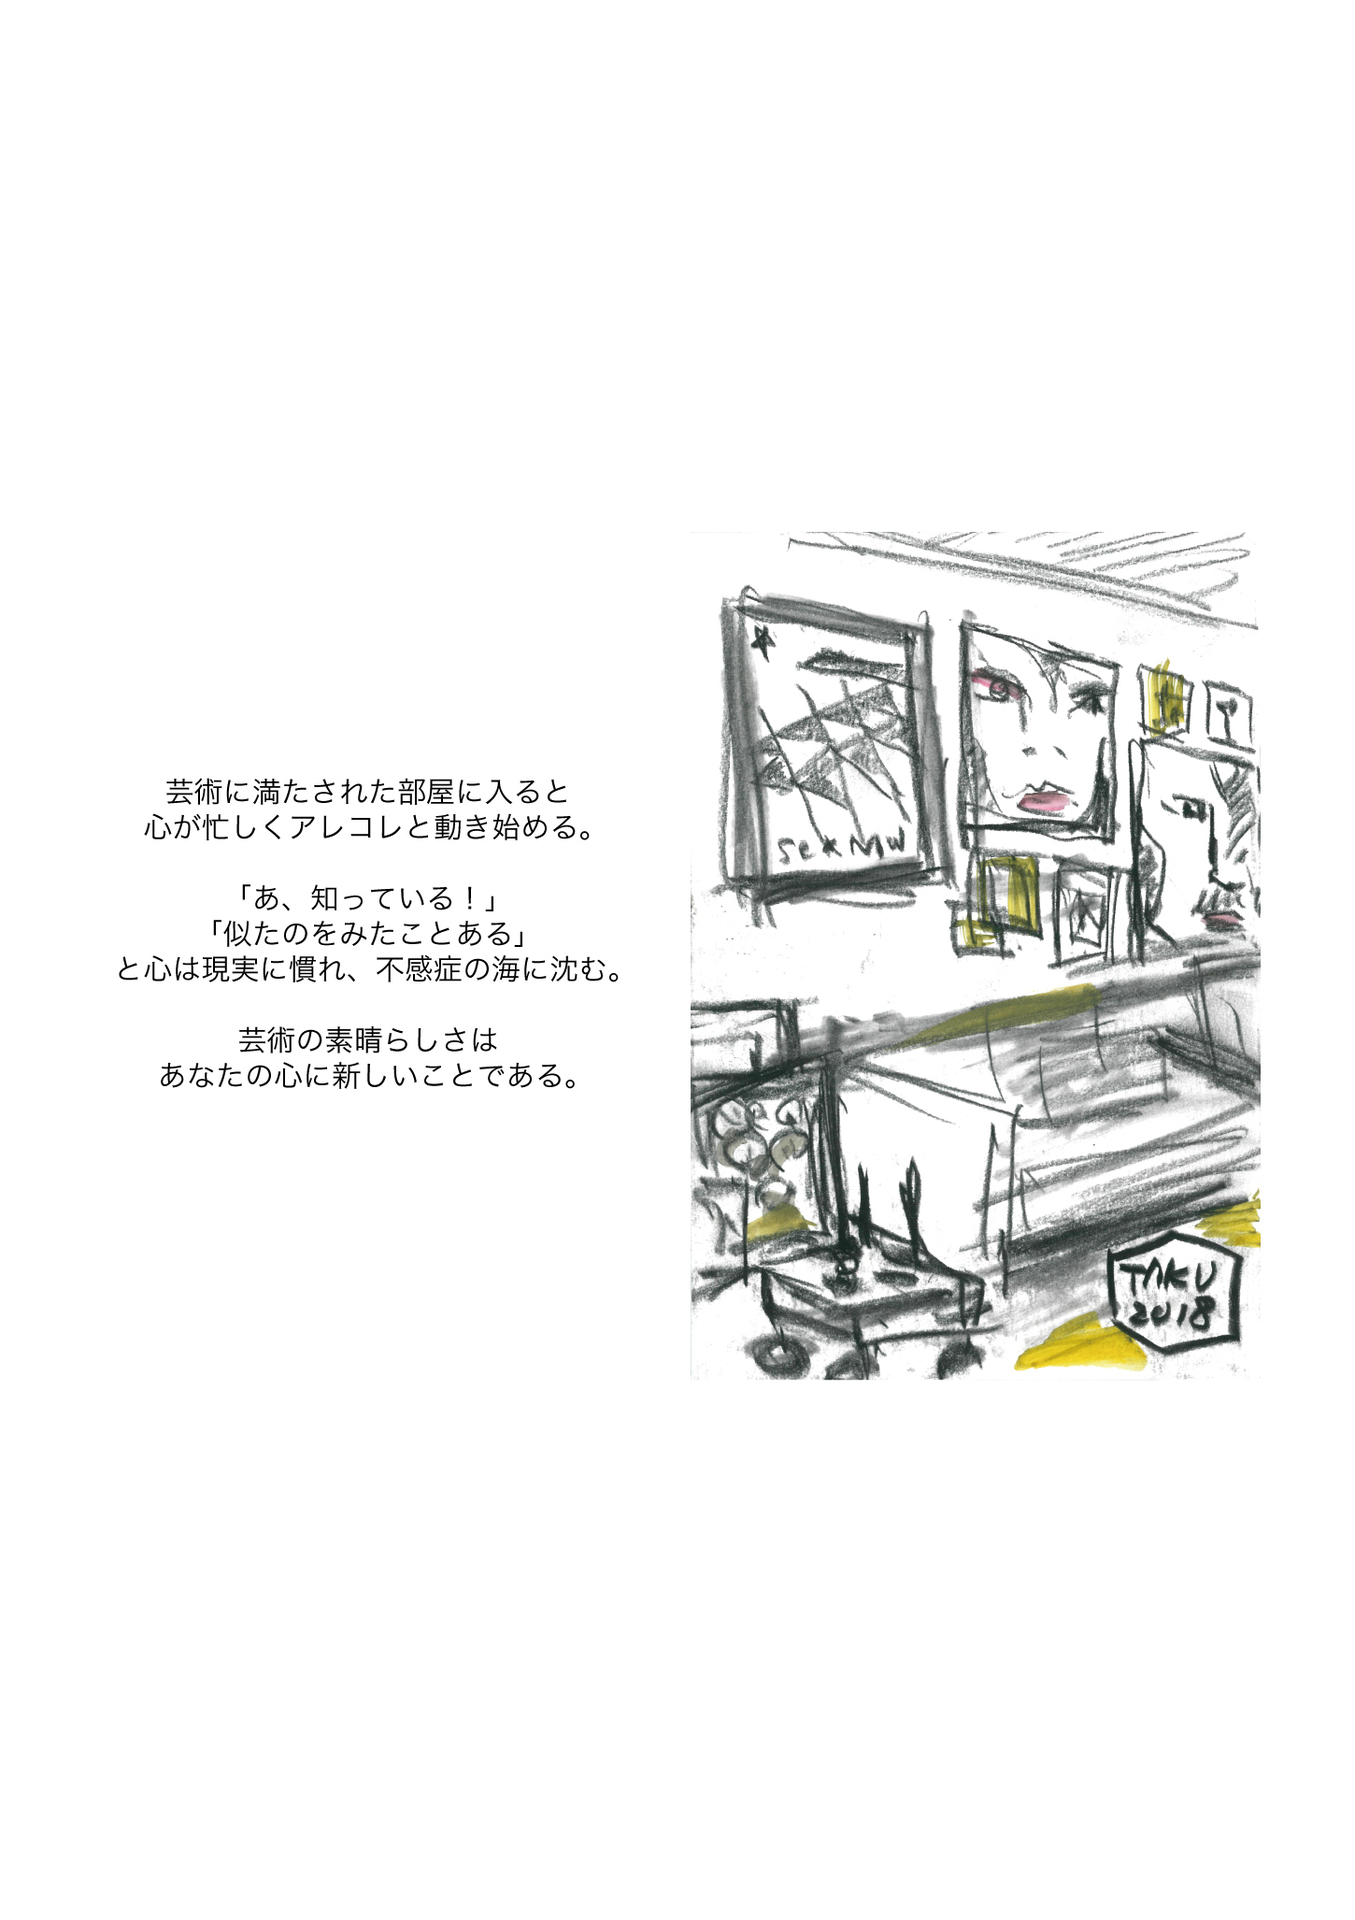 芸術に満たされた部屋に入ると
心が忙しくアレコレと動き始める。
「あ、知っている！」
「似たのをみたことある」
と心は現実に慣れ、不感症の海に沈む。
芸術の素晴らしさは
あなたの心に新しいことである。
TAKU
2018